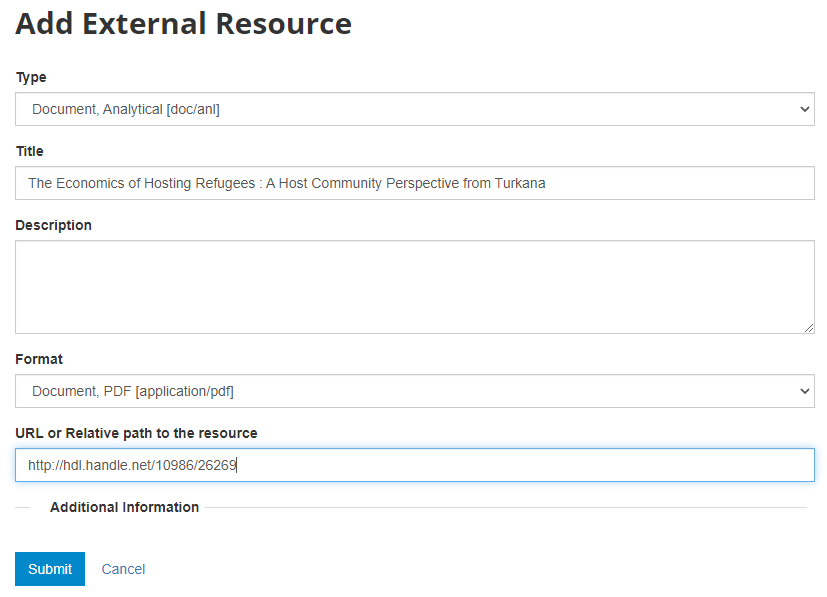 Add External Resource
Type
Document, Analytical [doc/anl]
Title
The Economics of Hosting Refugees : A Host Community Perspective from Turkana
Description
Format
Document, PDF [application/pdf]
URL or Relative path to the resource
http://hdl.handle.net/10986/26269
Additional Information
Submit Cancel